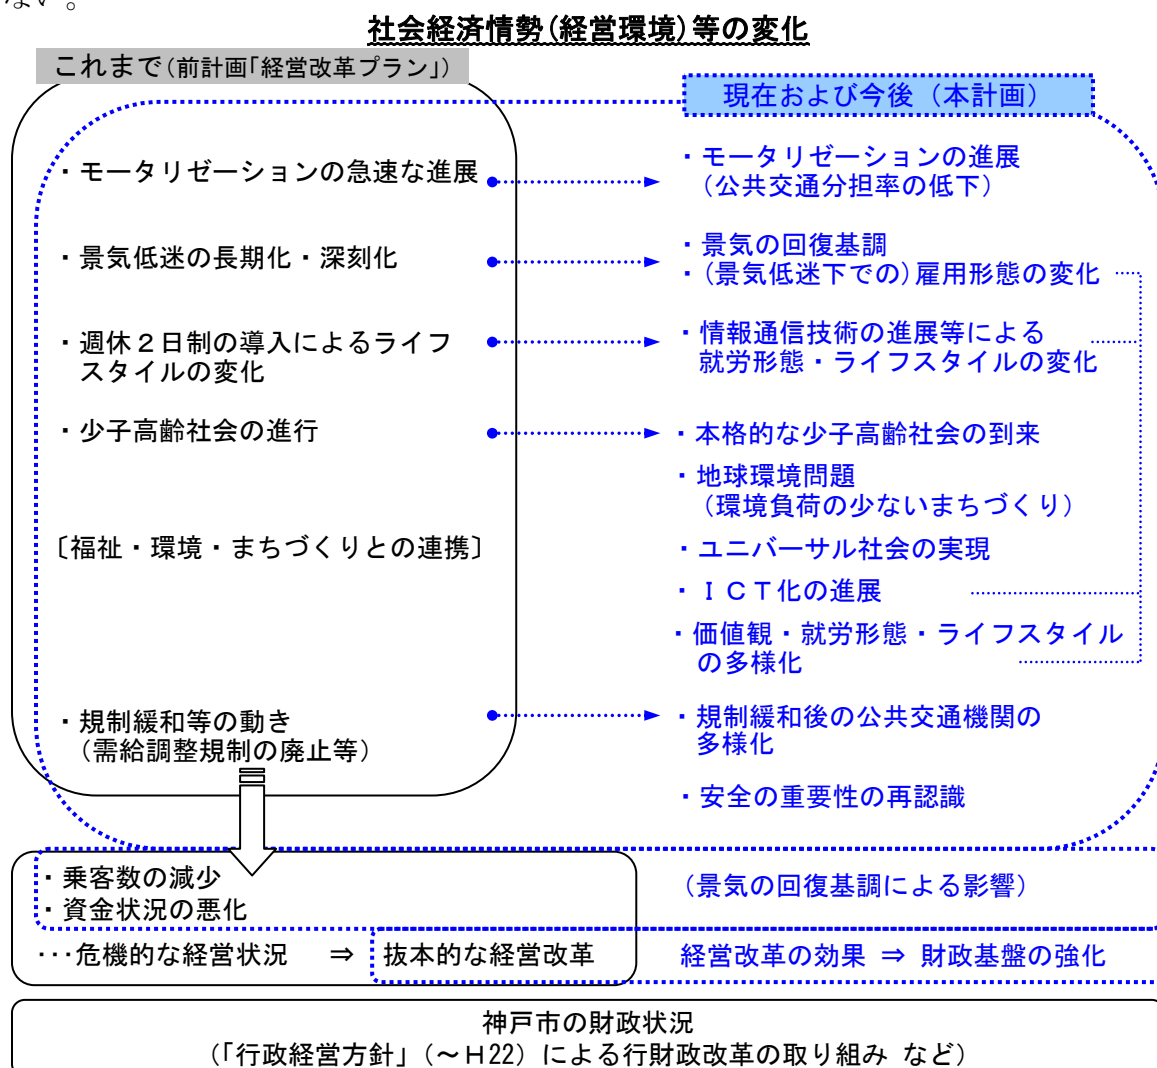 ない。
社会経済情勢(経営環境)等の変化
これまで(前計画「経営改革プラン」)
・モータリゼーションの急速な進展
・景気低迷の長期化・深刻化
・週休２日制の導入によるライフ
スタイルの変化
・少子高齢社会の進行
〔福祉・環境・まちづくりとの連携〕
・規制緩和等の動き
(需給調整規制の廃止等)
現在および今後（本計画）
・モータリゼーションの進展
（公共交通分担率の低下）
・景気の回復基調
・(景気低迷下での)雇用形態の変化
・情報通信技術の進展等による
就労形態・ライフスタイルの変化
・本格的な少子高齢社会の到来
・地球環境問題
（環境負荷の少ないまちづくり）
・ユニバーサル社会の実現
・ＩＣＴ化の進展
・価値観・就労形態・ライフスタイル
の多様化
・規制緩和後の公共交通機関の
多様化
・安全の重要性の再認識
・乗客数の減少
・資金状況の悪化
(景気の回復基調による影響)
･･･危機的な経営状況 ⇒ 抜本的な経営改革
経営改革の効果 ⇒ 財政基盤の強化
神戸市の財政状況
（「行政経営方針」（～Ｈ22）による行財政改革の取り組み など）